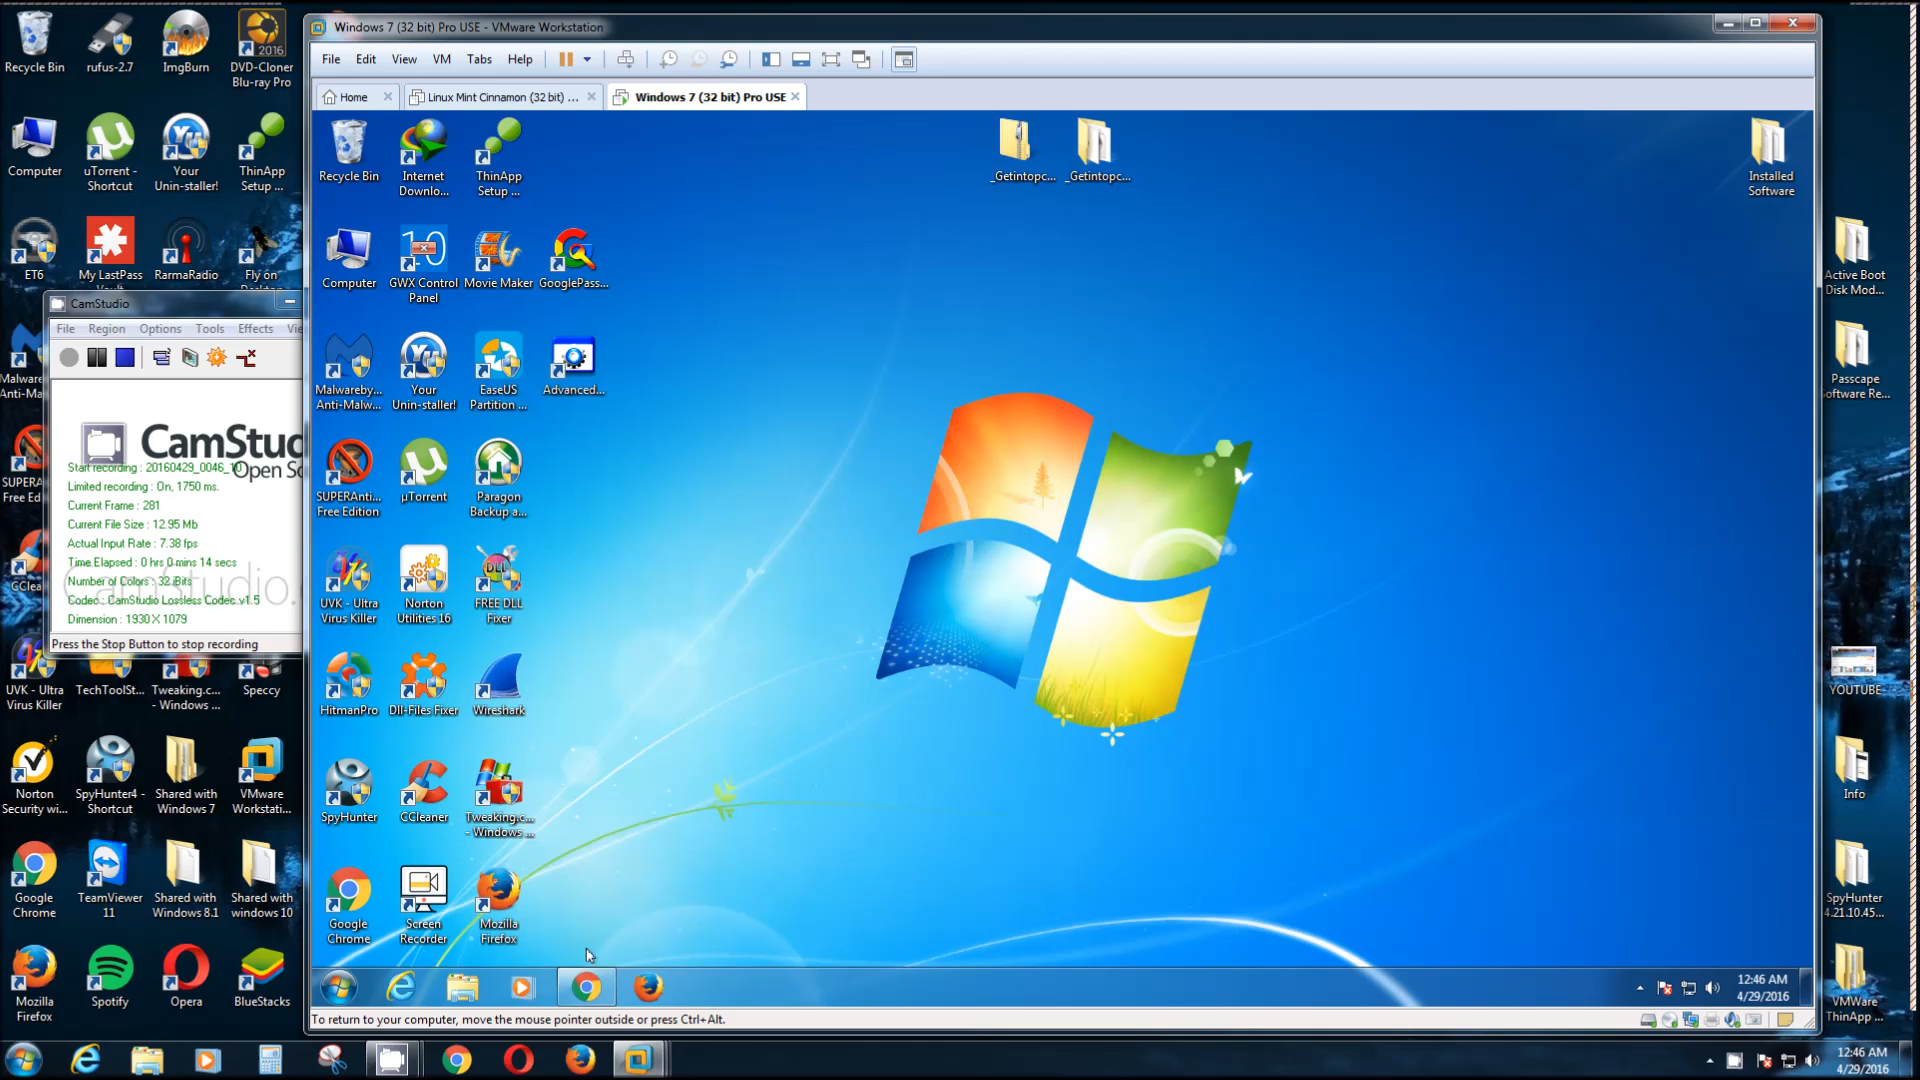 Windows 7 (32 bit) Pro USE - VMware Workstation
File Edit View VM Tabs Help
Home
Linux Mint Cinnamon (32 bit) ...
Windows 7 (32 bit) Pro USE
Recycle Bin
rufus-2.7
ImgBurn
2016
DVD-Cloner
Blu-ray Pro
Computer
uTorrent -
Shortcut
Your
Unin-staller!
ThinApp
Setup ...
ET6
My LastPass
RarmaRadio
Fly on
CamStudio
File Region Options Tools Effects
CamStudio
Start recording : 20160429_0046_
Open
Limited recording : On, 1750 ms.
Current Frame : 281
Current File Size : 12.95 Mb
Actual Input Rate : 7.38 fps
Time Elapsed : 0 hrs 0 mins 14 secs
Number of Colors : 32 Bits
Codec : CamStudio Lossless Codec v1.5
Dimension : 1930 X 1079
Press the Stop Button to stop recording
UVK - Ultra
Virus Killer
TechToolSt...
Tweaking.c...
- Windows ...
Speccy
Norton
Security wi...
SpyHunter4 -
Shortcut
Shared with
Windows 7
VMware
Workstati...
Google
Chrome
TeamViewer
11
Shared with
Windows 8.1
Shared with
windows 10
Mozilla
Firefox
Spotify
Opera
BlueStacks
Recycle Bin
Internet
Downlo...
ThinApp
Setup ...
_Getintopc...
_Getintopc...
Installed
Software
Computer
10
GWX Control
Panel
Movie Maker
GooglePass...
Malwareby...
Anti-Malw...
Your
Unin-staller!
EaseUS
Partition ...
Advanced...
SUPERAnti...
Free Edition
µTorrent
Paragon
Backup a...
UVK - Ultra
Virus Killer
Norton
Utilities 16
DLL
FREE DLL
Fixer
HitmanPro
Dll-Files Fixer
Wireshark
SpyHunter
CCleaner
Tweaking.c...
- Windows ...
Google
Chrome
Screen
Recorder
Mozilla
Firefox
12:46 AM
4/29/2016
To return to your computer, move the mouse pointer outside or press Ctrl+Alt.
Active Boot
Disk Mod...
Passcape
Software Re...
YOUTUBE
Info
SpyHunter
4.21.10.45...
VMWare
ThinApp ...
12:46 AM
4/29/2016